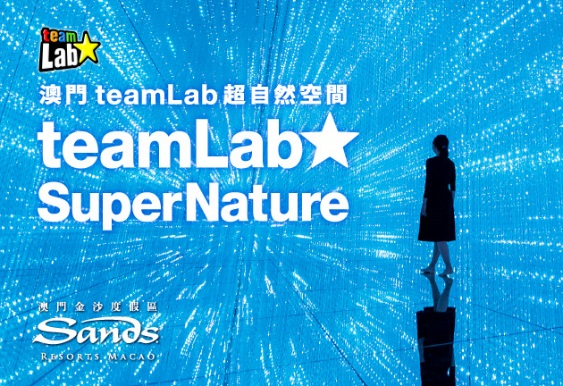 team
Lab
澳門 teamLab 超自然空間
teamLab★
SuperNature
澳門金沙度假區
Sands
RESORTS MACAO